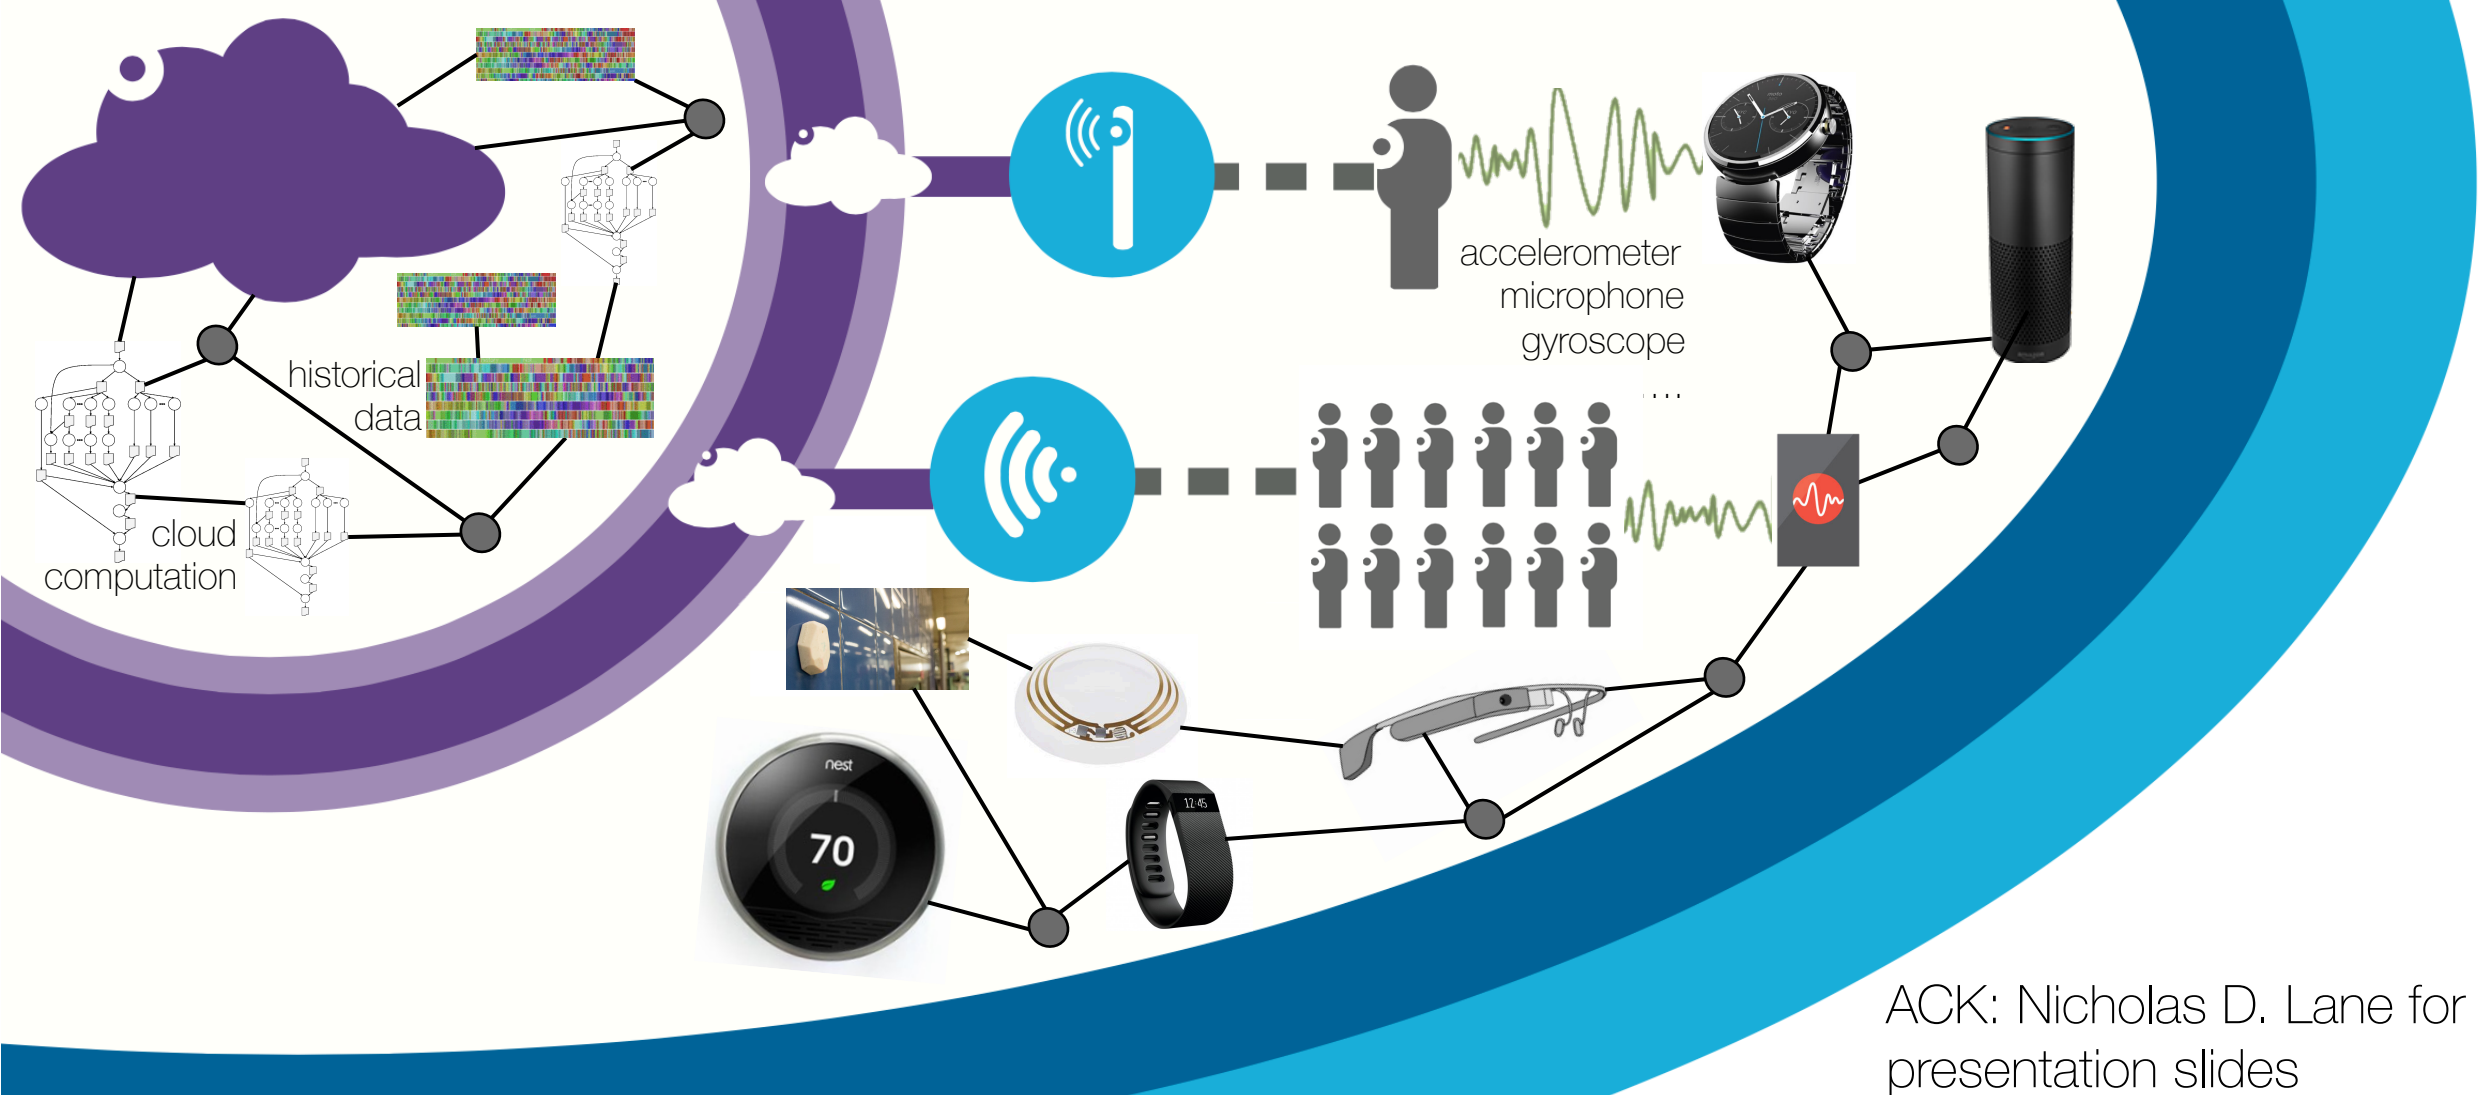 accelerometer
microphone
gyroscope
....
historical
data
cloud
computation
nest
70
12:45
ACK: Nicholas D. Lane for
presentation slides